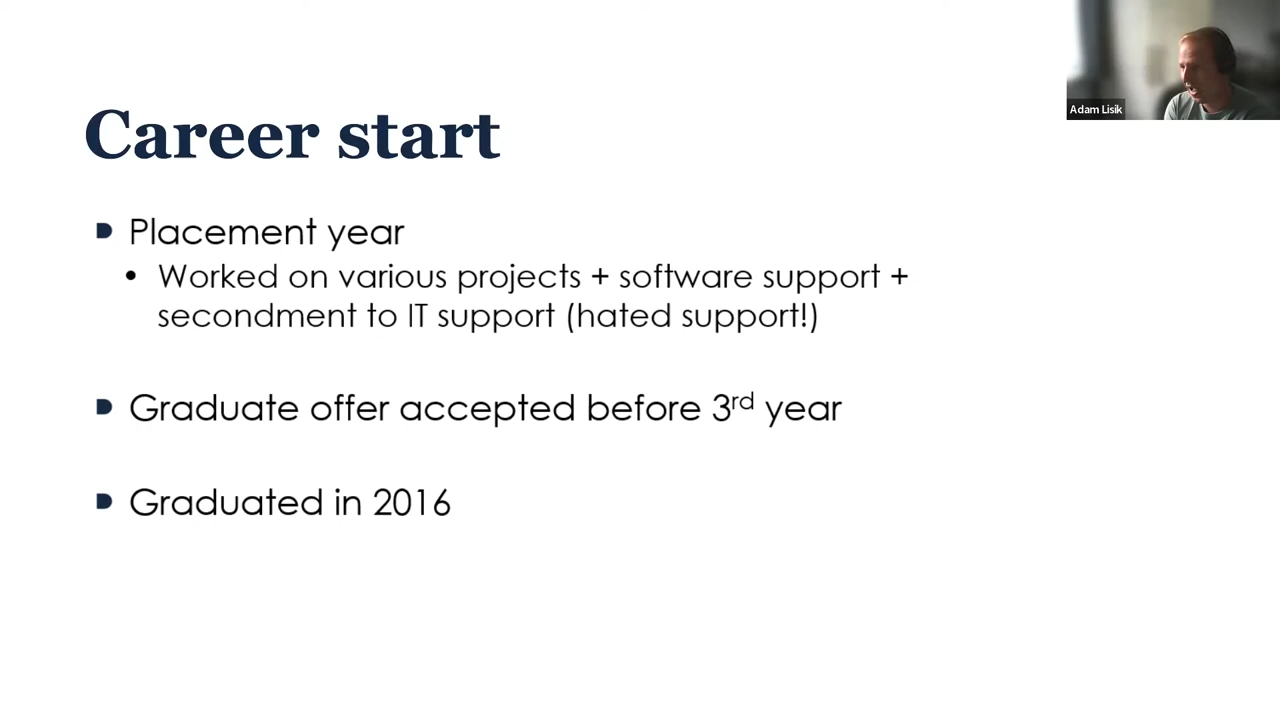 Adam Lisik
Career start
Placement year
• Worked on various projects + software support +
secondment to IT support (hated support!)
Graduate offer accepted before 3rd year
Graduated in 2016